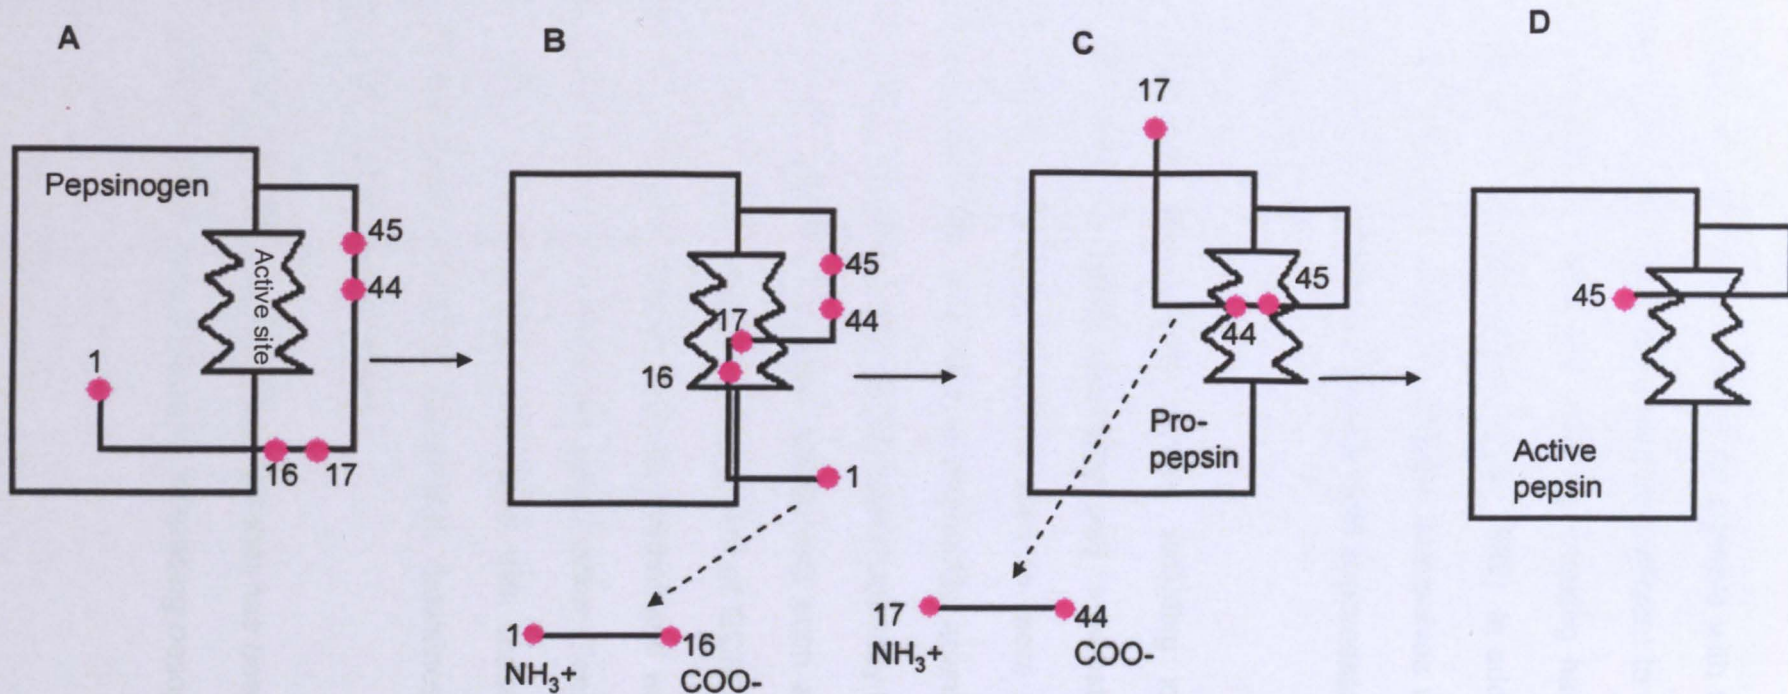 A
B
C
D
Pepsinogen
Active site
1
16
17
44
45
17
16
45
44
1
1
16
NH₃+
COO-
17
45
44
Pro-
pepsin
17
44
NH₃+
COO-
45
Active
pepsin